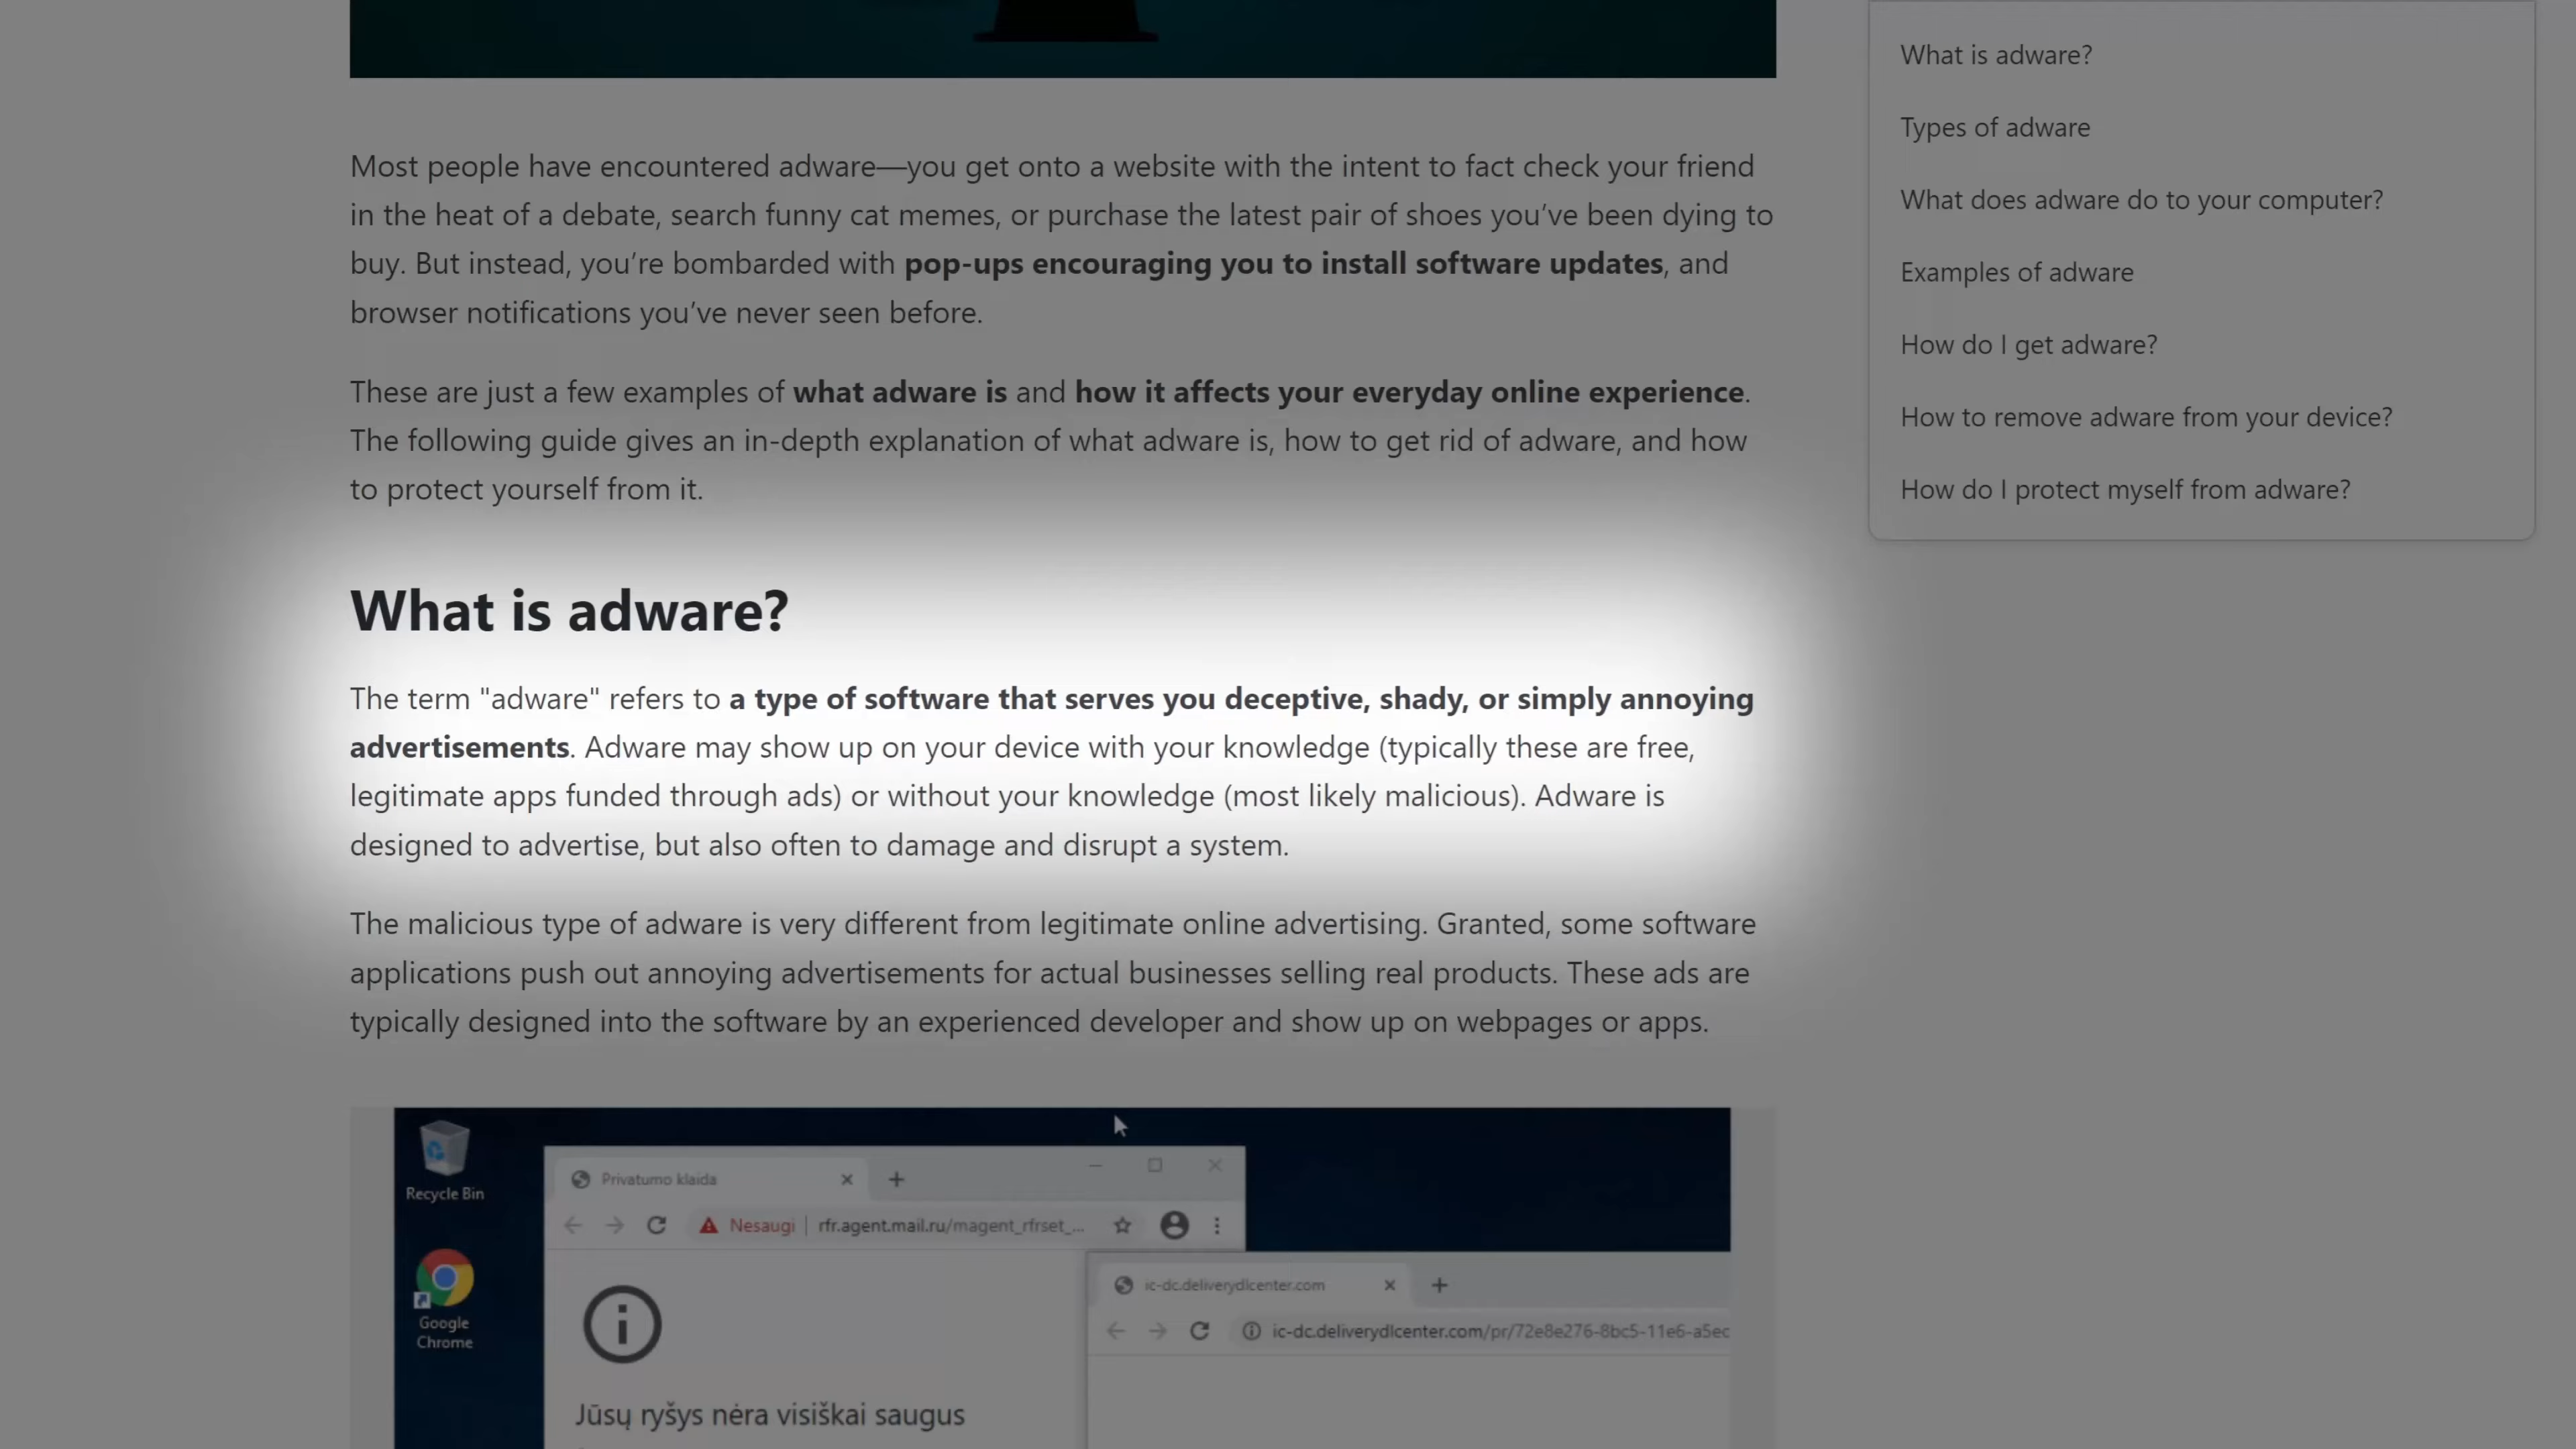 Most people have encountered adware—you get onto a website with the intent to fact check your friend
in the heat of a debate, search funny cat memes, or purchase the latest pair of shoes you’ve been dying to
buy. But instead, you’re bombarded with pop-ups encouraging you to install software updates, and
browser notifications you’ve never seen before.
These are just a few examples of what adware is and how it affects your everyday online experience.
The following guide gives an in-depth explanation of what adware is, how to get rid of adware, and how
to protect yourself from it.
What is adware?
The term "adware" refers to a type of software that serves you deceptive, shady, or simply annoying
advertisements. Adware may show up on your device with your knowledge (typically these are free,
legitimate apps funded through ads) or without your knowledge (most likely malicious). Adware is
designed to advertise, but also often to damage and disrupt a system.
The malicious type of adware is very different from legitimate online advertising. Granted, some software
applications push out annoying advertisements for actual businesses selling real products. These ads are
typically designed into the software by an experienced developer and show up on webpages or apps.
Recycle Bin
Google
Chrome
Privatumo klaida
Nesaugi rfr.agent.mail.ru/magent_rfrset_...
Jūsų ryšys nėra visiškai saugus
ic-dc.deliverydlcenter.com
ic-dc.deliverydlcenter.com/pr/72e8e276-8bc5-11e6-a5ec
What is adware?
Types of adware
What does adware do to your computer?
Examples of adware
How do I get adware?
How to remove adware from your device?
How do I protect myself from adware?